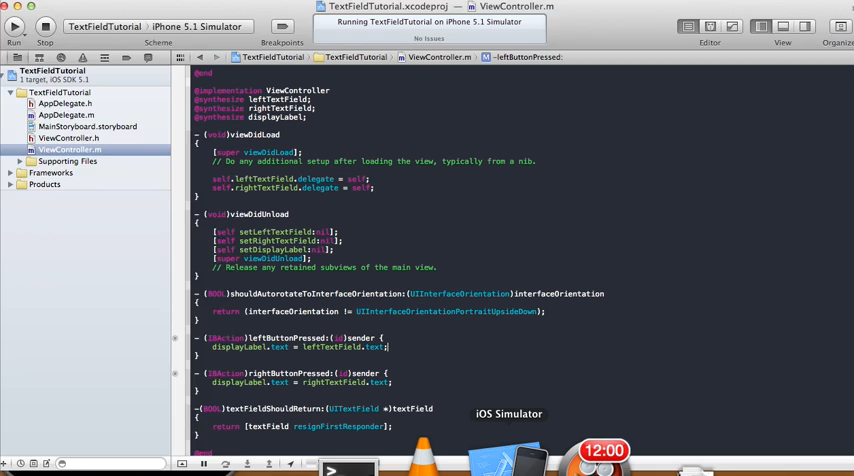 TextFieldTutorial.xcodeproj — ViewController.m
Run
Stop
TextFieldTutorial
iPhone 5.1 Simulator
Scheme
Breakpoints
Running TextFieldTutorial on iPhone 5.1 Simulator
No Issues
Editor
View
Organize
TextFieldTutorial
1 target, iOS SDK 5.1
TextFieldTutorial
AppDelegate.h
AppDelegate.m
MainStoryboard.storyboard
ViewController.h
ViewController.m
Supporting Files
Frameworks
Products
TextFieldTutorial
TextFieldTutorial
ViewController.m
-leftButtonPressed:
@end
@implementation ViewController
@synthesize leftTextField;
@synthesize rightTextField;
@synthesize displayLabel;
- (void)viewDidLoad
{
[super viewDidLoad];
// Do any additional setup after loading the view, typically from a nib.
self.leftTextField.delegate = self;
self.rightTextField.delegate = self;
}
- (void)viewDidUnload
{
[self setLeftTextField:nil];
[self setRightTextField:nil];
[self setDisplayLabel:nil];
[super viewDidUnload];
// Release any retained subviews of the main view.
}
- (BOOL)shouldAutorotateToInterfaceOrientation:(UIInterfaceOrientation)interfaceOrientation
{
return (interfaceOrientation != UIInterfaceOrientationPortraitUpsideDown);
}
- (IBAction)leftButtonPressed:(id)sender {
displayLabel.text = leftTextField.text;
}
- (IBAction)rightButtonPressed:(id)sender {
displayLabel.text = rightTextField.text;
}
-(BOOL)textFieldShouldReturn:(UITextField *)textField
{
return [textField resignFirstResponder];
}
@end
iOS Simulator
12:00